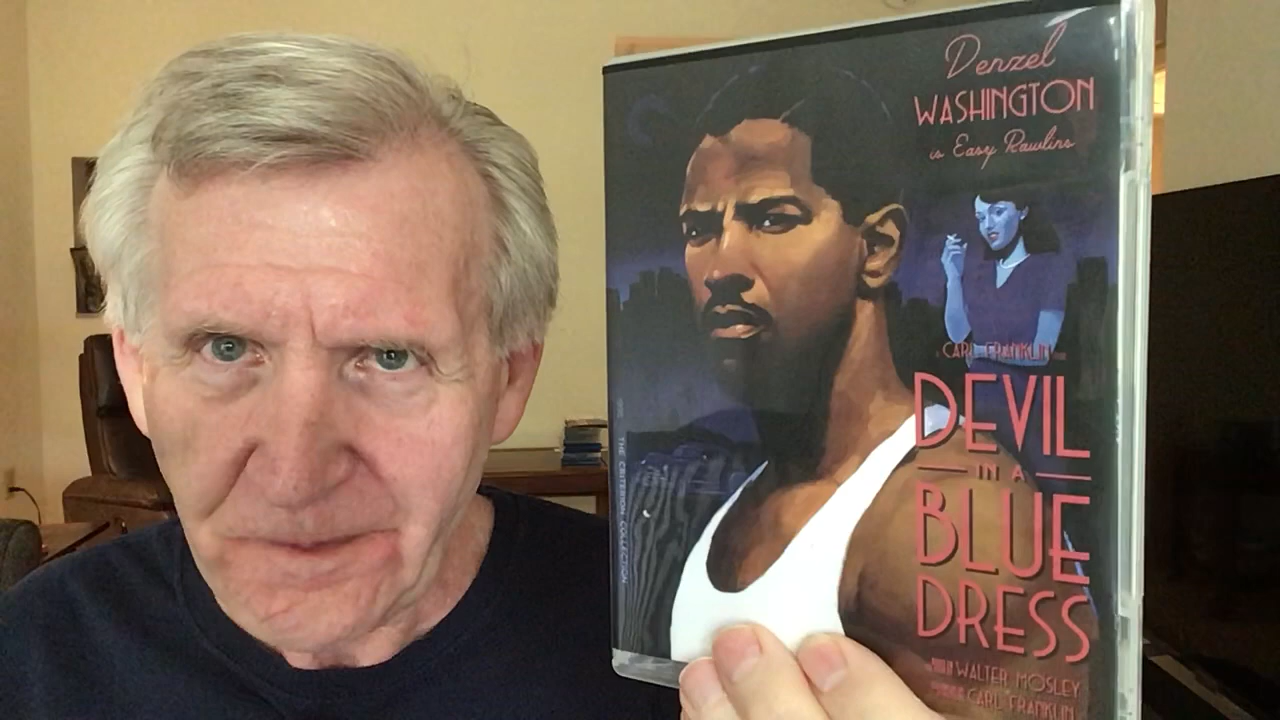 Denzel
WASHINGTON
is Easy Rawlins
CARL FRANKLIN
DEVIL
IN A
BLUE
DRESS
WALTER MOSLEY
CARL FRANKLIN
THE CRITERION COLLECTION